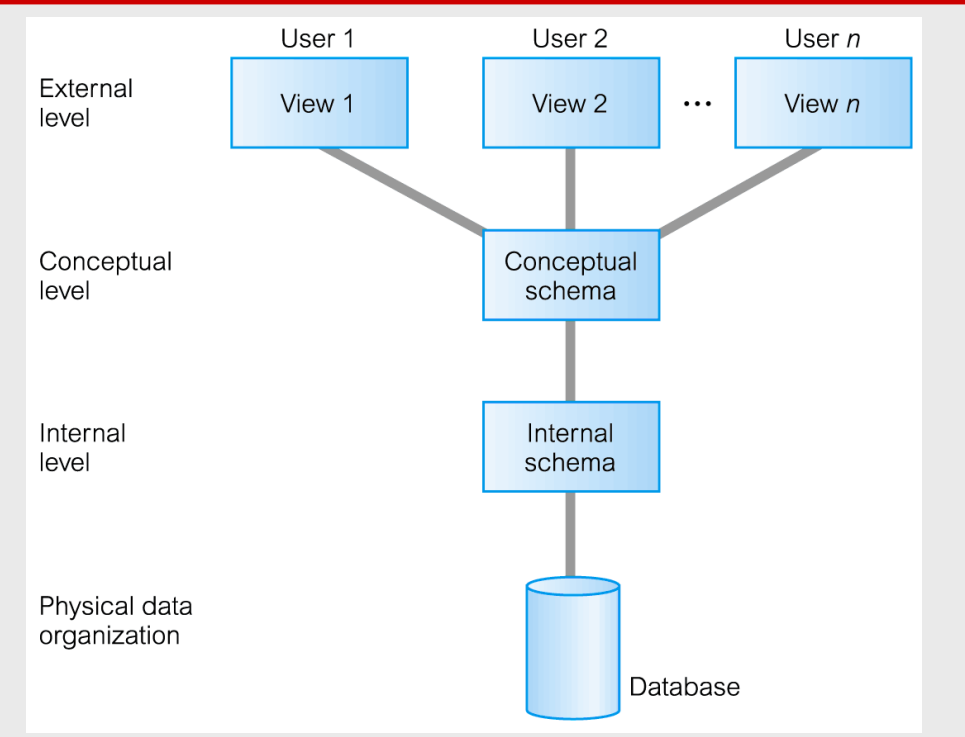 User 1
User 2
User n
External
level
View 1
View 2
...
View n
Conceptual
level
Conceptual
schema
Internal
level
Internal
schema
Physical data
organization
Database